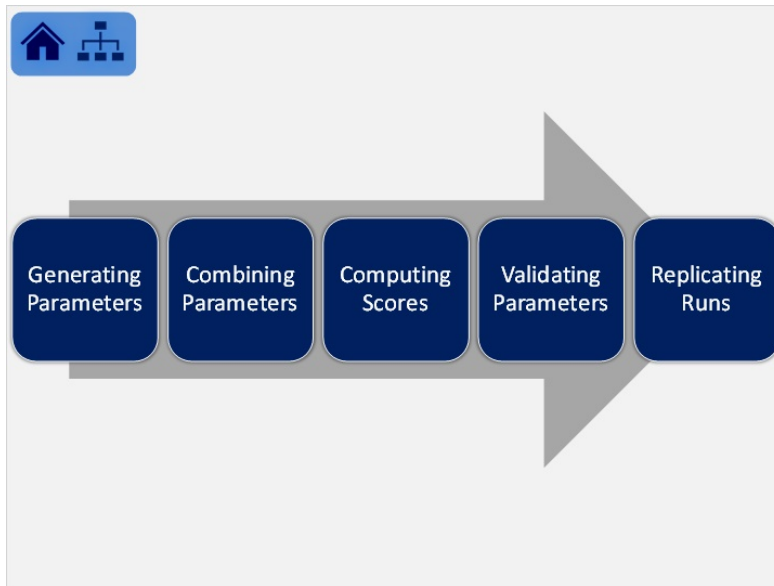 Generating
Parameters
Combining
Parameters
Computing
Scores
Validating
Parameters
Replicating
Runs